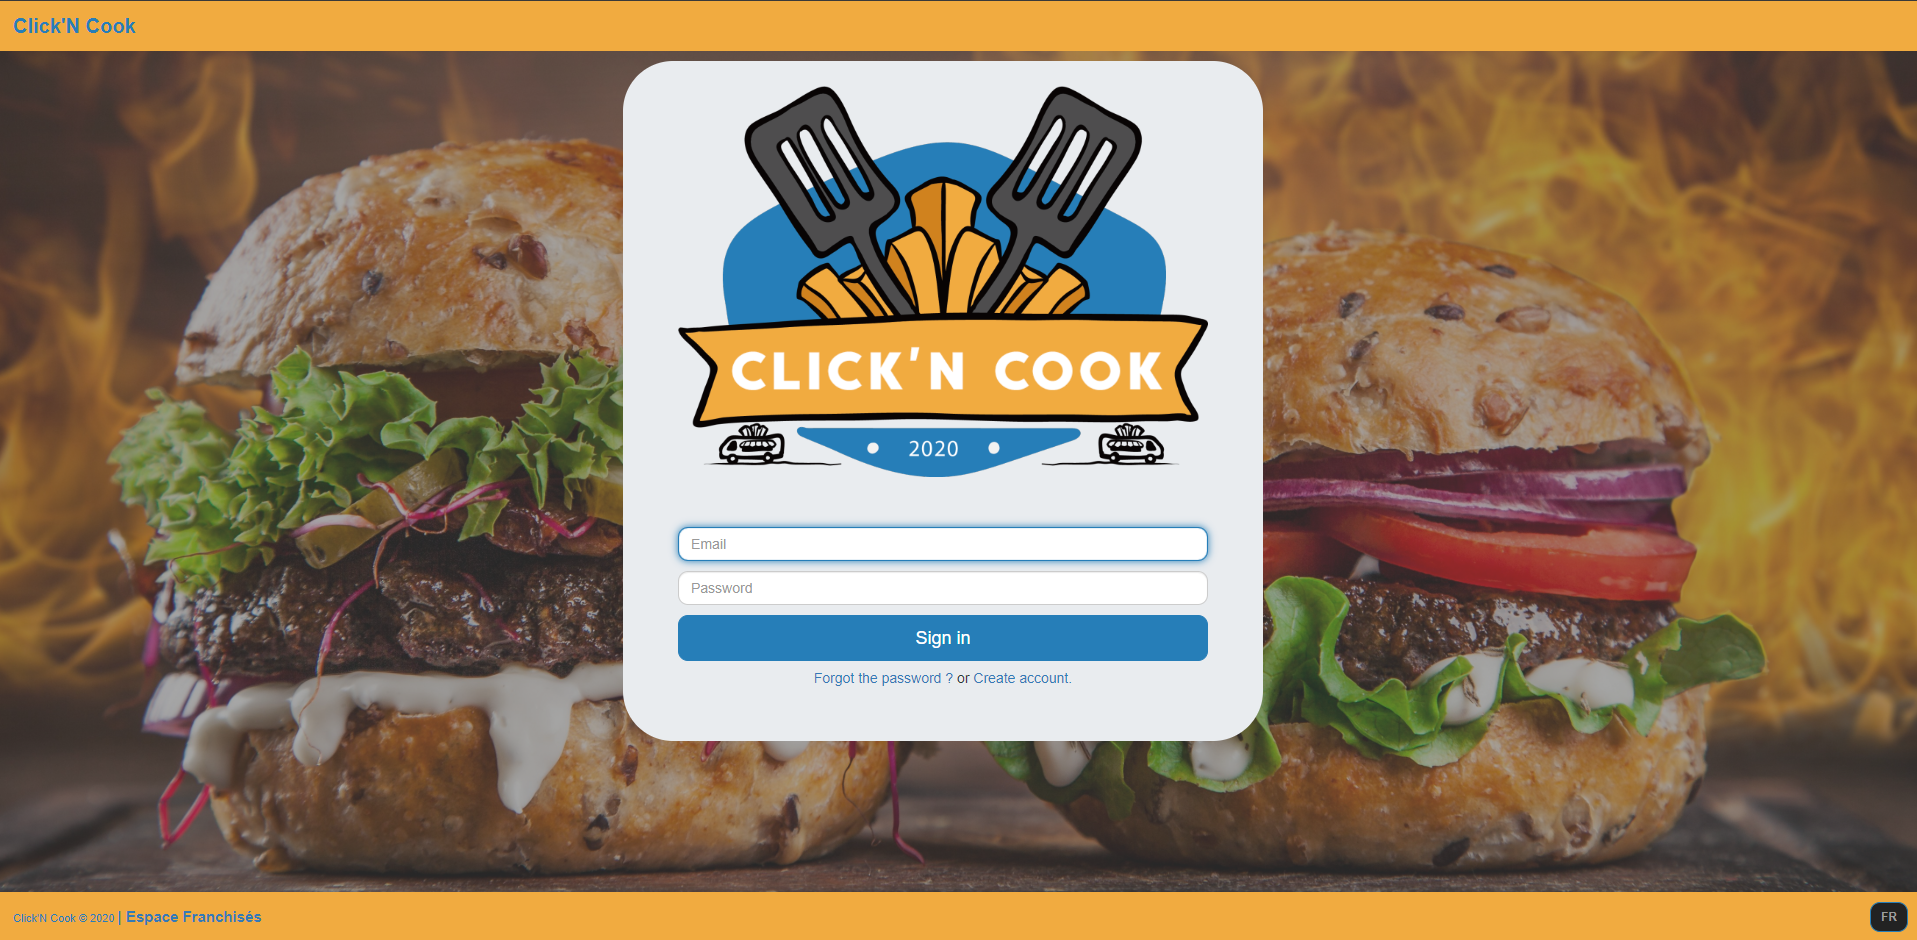 Click'N Cook
CLICK'N COOK
2020
Email
Password
Sign in
Forgot the password ? or Create account.
Click'N Cook © 2020 | Espace Franchisés
FR